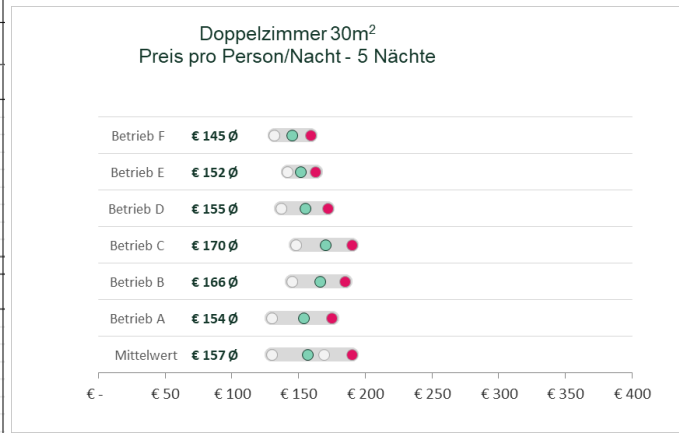 Doppelzimmer 30m²
Preis pro Person/Nacht - 5 Nächte
Betrieb F € 145 Ø
Betrieb E € 152 Ø
Betrieb D € 155 Ø
Betrieb C € 170 Ø
Betrieb B € 166 Ø
Betrieb A € 154 Ø
Mittelwert € 157 Ø
€ - € 50 € 100 € 150 € 200 € 250 € 300 € 350 € 400